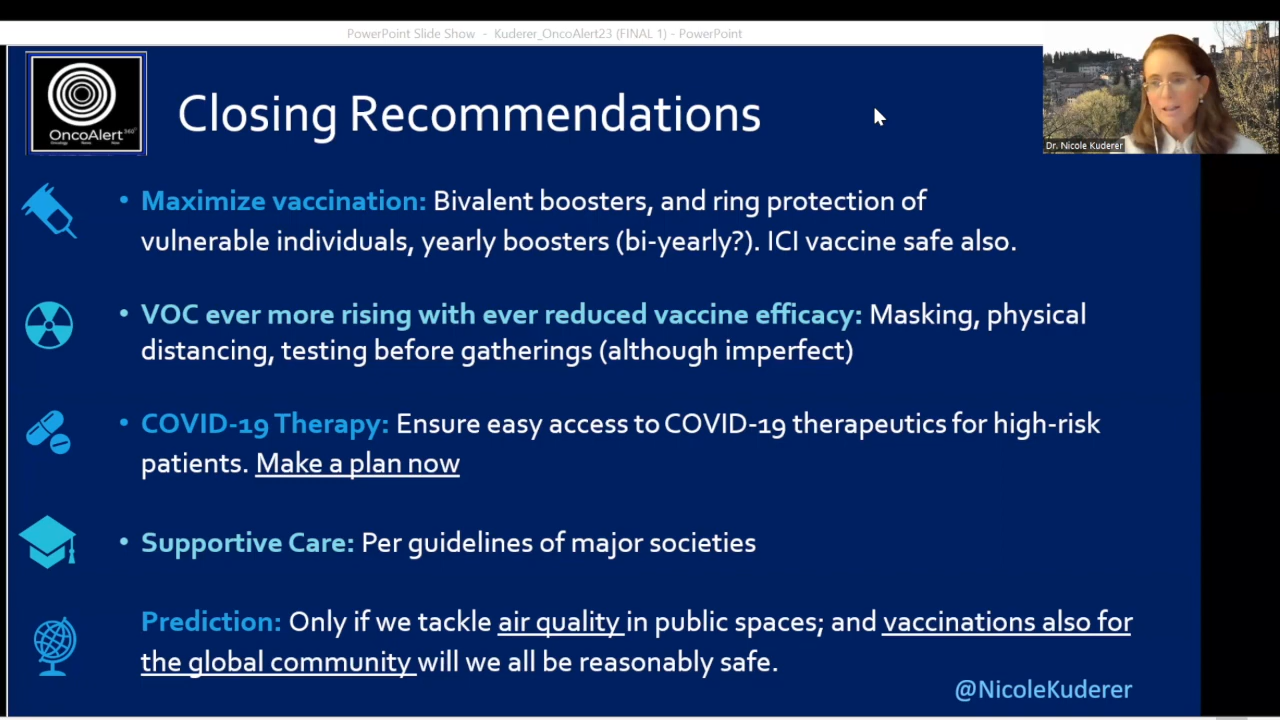 PowerPoint Slide Show - Kuderer_OncoAlert23 (FINAL 1) - PowerPoint
OncoAlert 360°
Oncology News Now
Closing Recommendations
Dr. Nicole Kuderer
• Maximize vaccination: Bivalent boosters, and ring protection of
vulnerable individuals, yearly boosters (bi-yearly?). ICI vaccine safe also.
• VOC ever more rising with ever reduced vaccine efficacy: Masking, physical
distancing, testing before gatherings (although imperfect)
• COVID-19 Therapy: Ensure easy access to COVID-19 therapeutics for high-risk
patients. Make a plan now
• Supportive Care: Per guidelines of major societies
Prediction: Only if we tackle air quality in public spaces; and vaccinations also for
the global community will we all be reasonably safe.
@NicoleKuderer